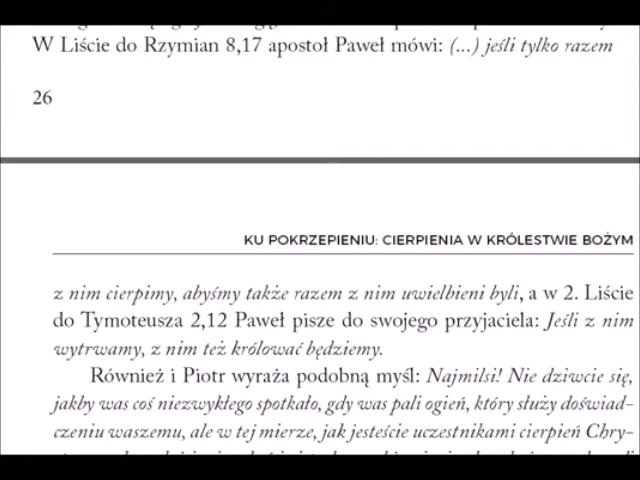 W Liście do Rzymian 8,17 apostoł Paweł mówi: (...) jeśli tylko razem
26
KU POKRZEPIENIU: CIERPIENIA W KRÓLESTWIE BOŻYM
z nim cierpimy, abyśmy także razem z nim uwielbieni byli, a w 2. Liście
do Tymoteusza 2,12 Paweł pisze do swojego przyjaciela: Jeśli z nim
wytrwamy, z nim też królować będziemy.
Również i Piotr wyraża podobną myśl: Najmilsi! Nie dziwcie się,
jakby was coś niezwykłego spotkało, gdy was pali ogień, który służy doświad-
czeniu waszemu, ale w tej mierze, jak jesteście uczestnikami cierpień Chry-